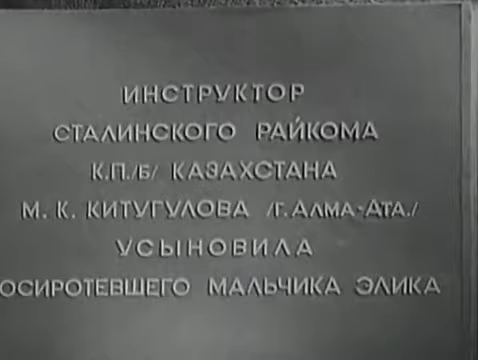 ИНСТРУКТОР
СТАЛИНСКОГО РАЙКОМА
К.П./Б/ КАЗАХСТАНА
М. К. КИТУГУЛОВА /Г. АЛМА-АТА./
УСЫНОВИЛА
ОСИРОТЕВШЕГО МАЛЬЧИКА ЭЛИКА